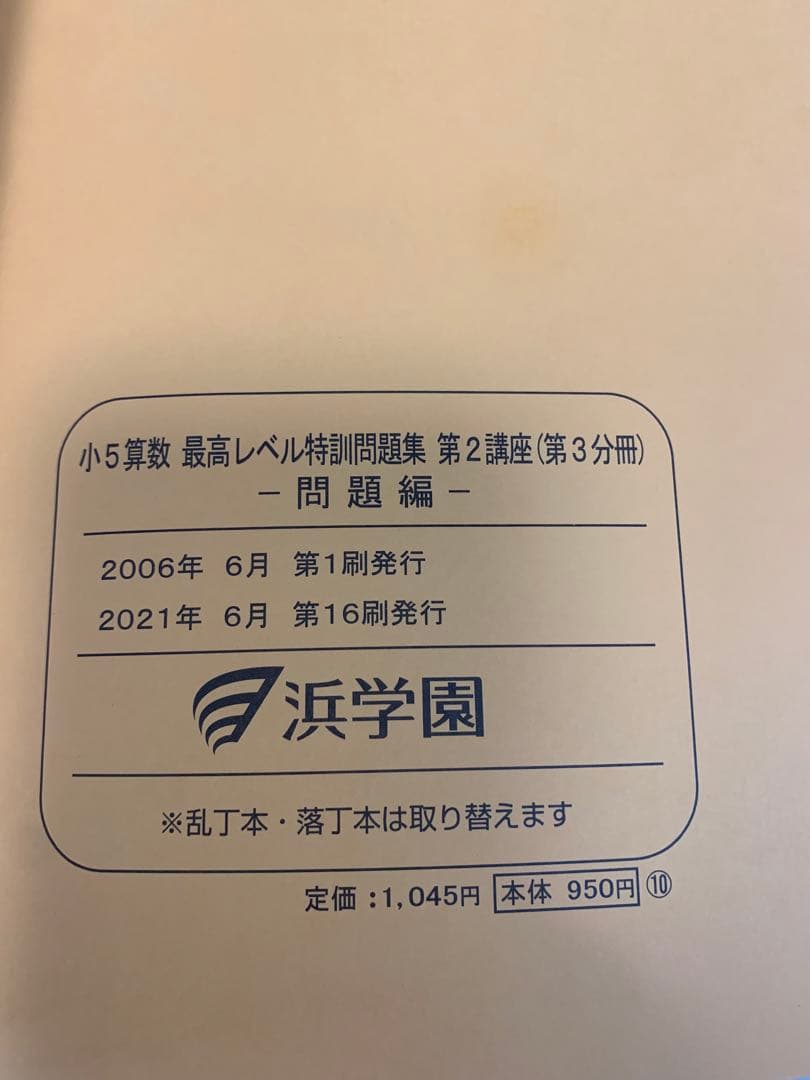 小5算数 最高レベル特訓問題集 第2講座(第3分冊)
－問題編－
2006年 6月 第1刷発行
2021年 6月 第16刷発行
浜学園
※乱丁本・落丁本は取り替えます
定価:1,045円 本体 950円 ⑩